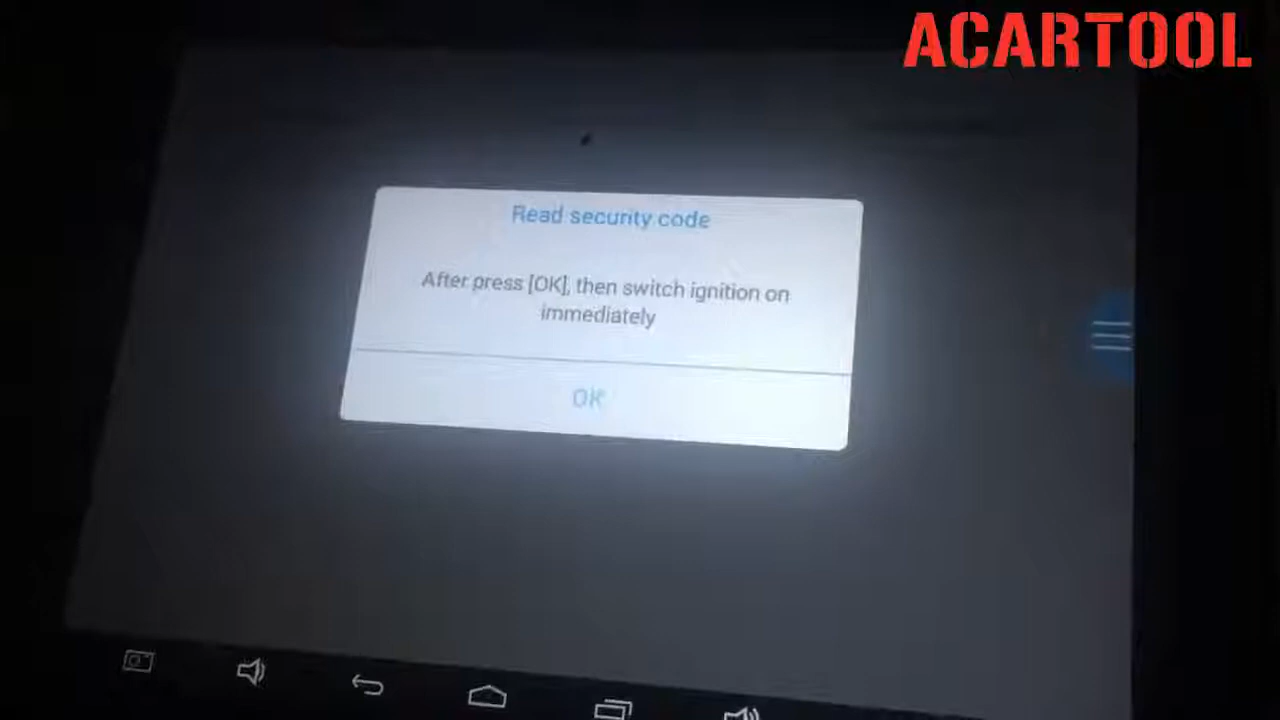 ACARTOOL
Read security code
After press [OK], then switch ignition on
immediately
OK